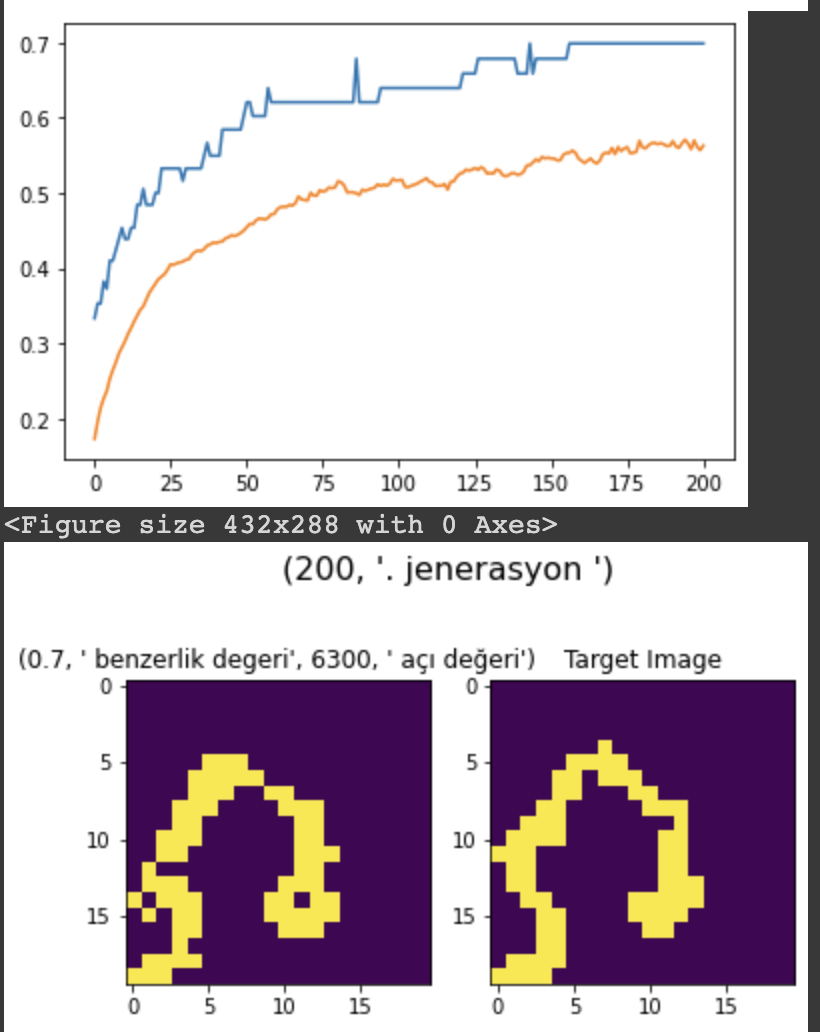 0.7
0.6
0.5
0.4
0.3
0.2
0 25 50 75 100 125 150 175 200
<Figure size 432x288 with 0 Axes>
(200, '. jenerasyon ')
(0.7, ' benzerlik degeri', 6300, ' açı değeri') Target Image
0 0
5 5
10 10
15 15
0 5 10 15 0 5 10 15